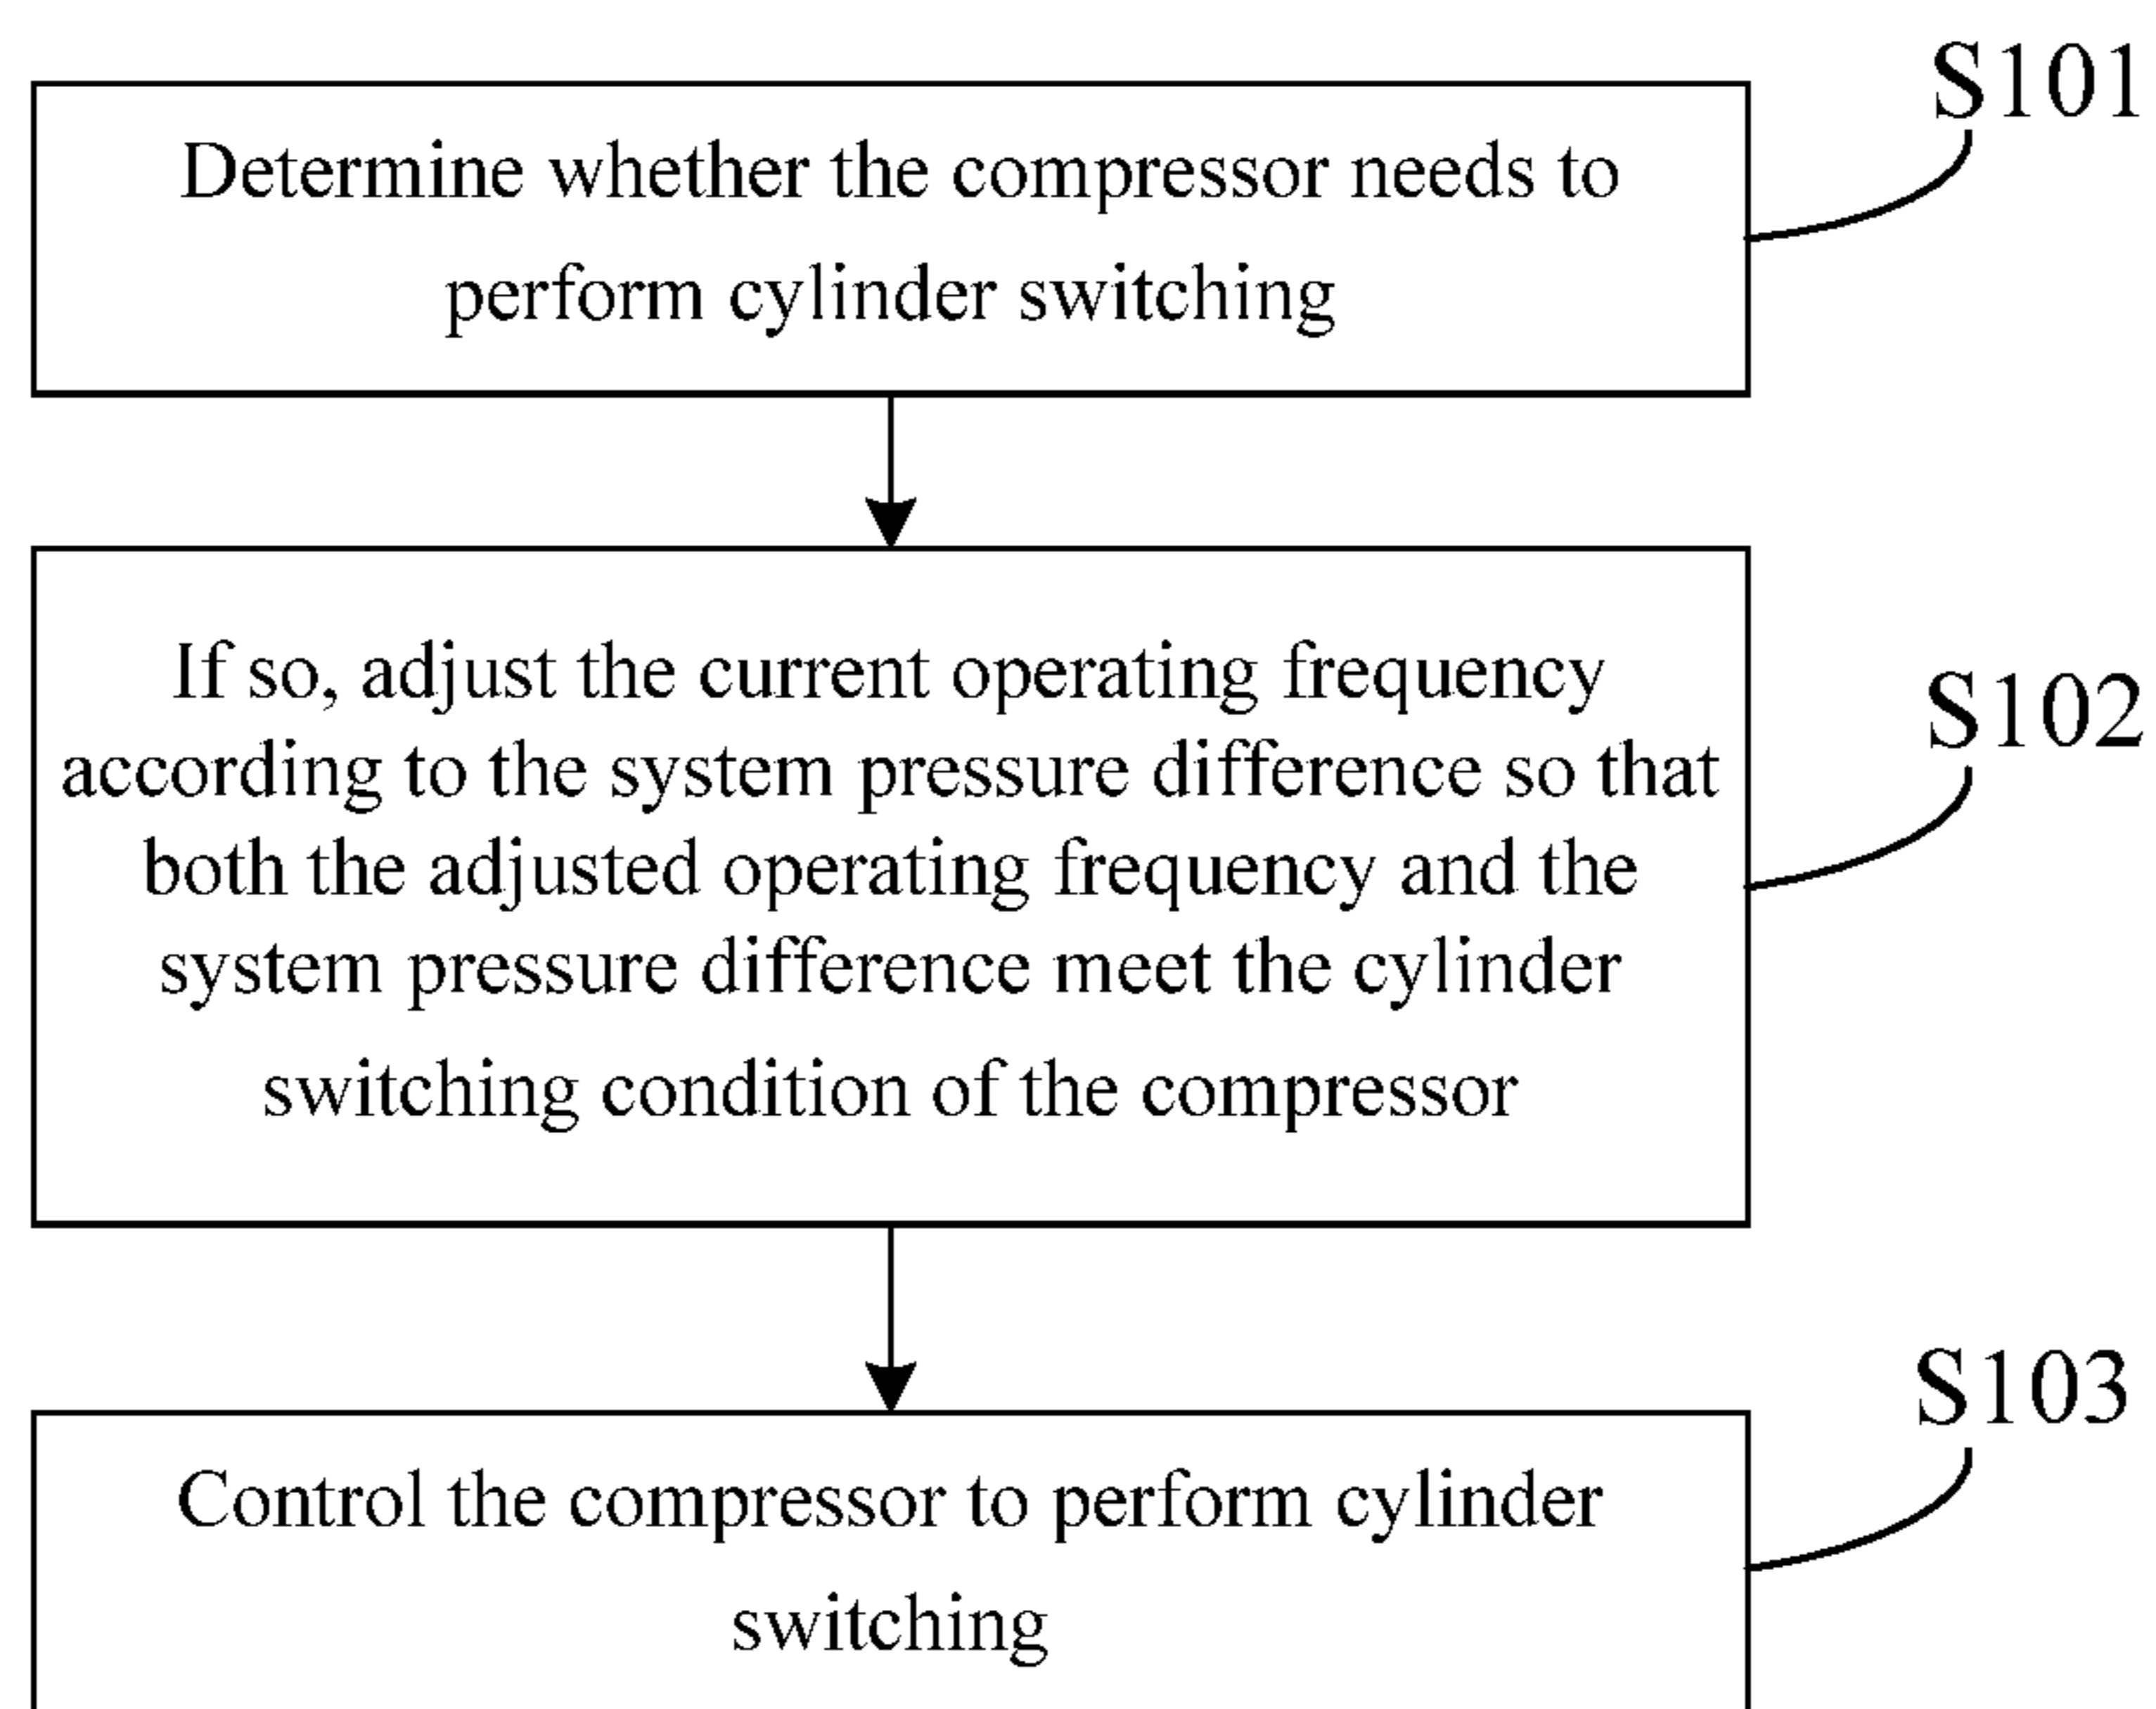 S101
Determine whether the compressor needs to
perform cylinder switching
If so, adjust the current operating frequency
S102
according to the system pressure difference so that
both the adjusted operating frequency and the
system pressure difference meet the cylinder
switching condition of the compressor
S103
Control the compressor to perform cylinder
switching